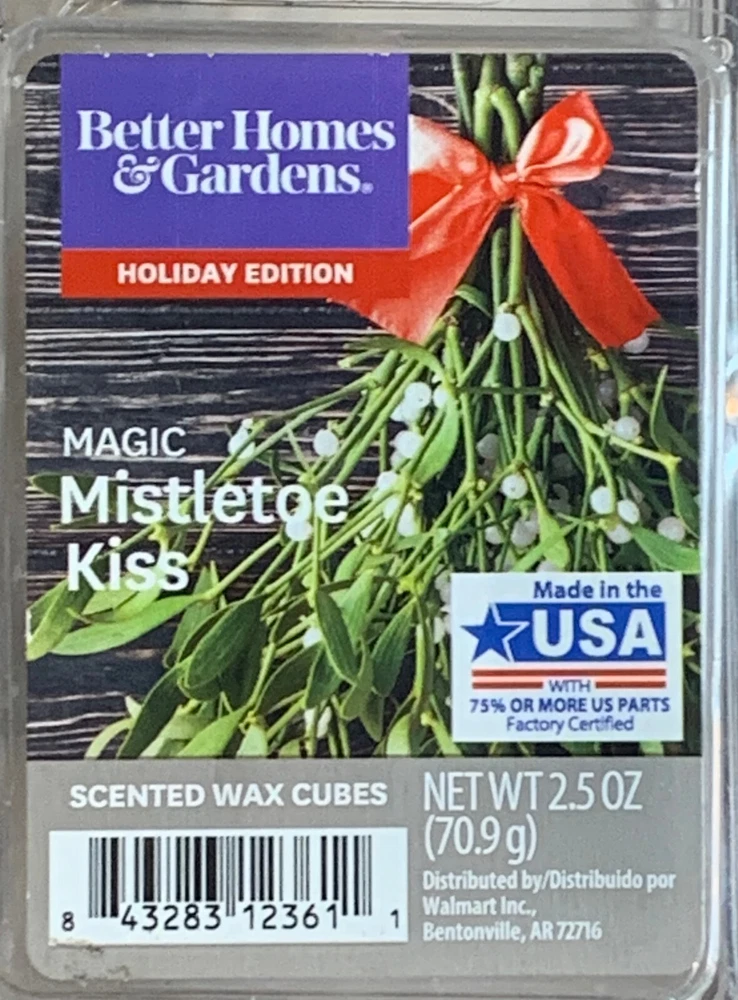 Better Homes
&Gardens®
HOLIDAY EDITION
MAGIC
Mistletoe
Kiss
Made in the
USA
WITH
75% OR MORE US PARTS
Factory Certified
SCENTED WAX CUBES
NET WT 2.5 OZ
(70.9 g)
Distributed by/Distribuido por
Walmart Inc.,
Bentonville, AR 72716
8 43283 12361 1